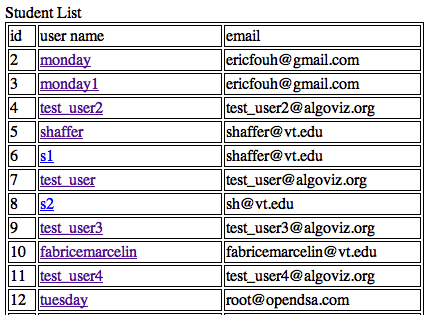 Student List
id user name email
2 monday ericfouh@gmail.com
3 monday1 ericfouh@gmail.com
4 test_user2 test_user2@algoviz.org
5 shaffer shaffer@vt.edu
6 s1 shaffer@vt.edu
7 test_user test_user@algoviz.org
8 s2 sh@vt.edu
9 test_user3 test_user3@algoviz.org
10 fabricemarcelin fabricemarcelin@vt.edu
11 test_user4 test_user4@algoviz.org
12 tuesday root@opendsa.com